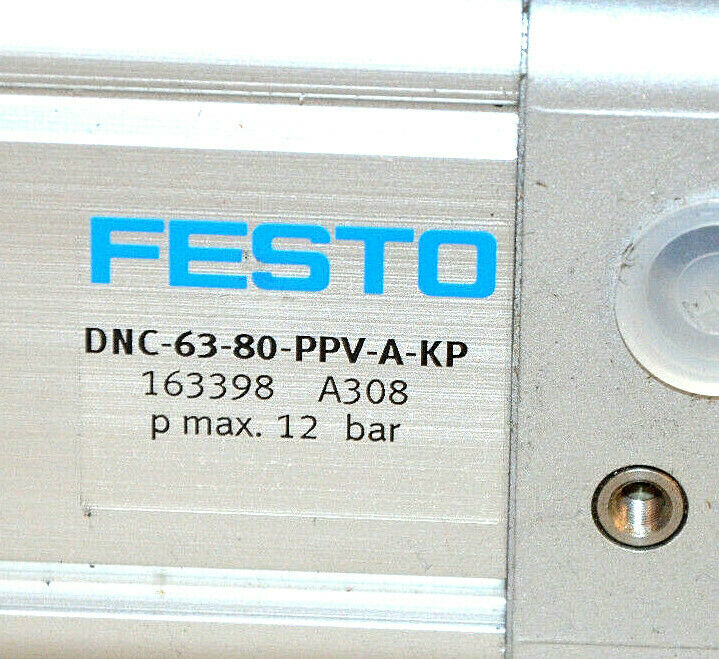 FESTO
DNC-63-80-PPV-A-KP
163398 A308
p max. 12 bar